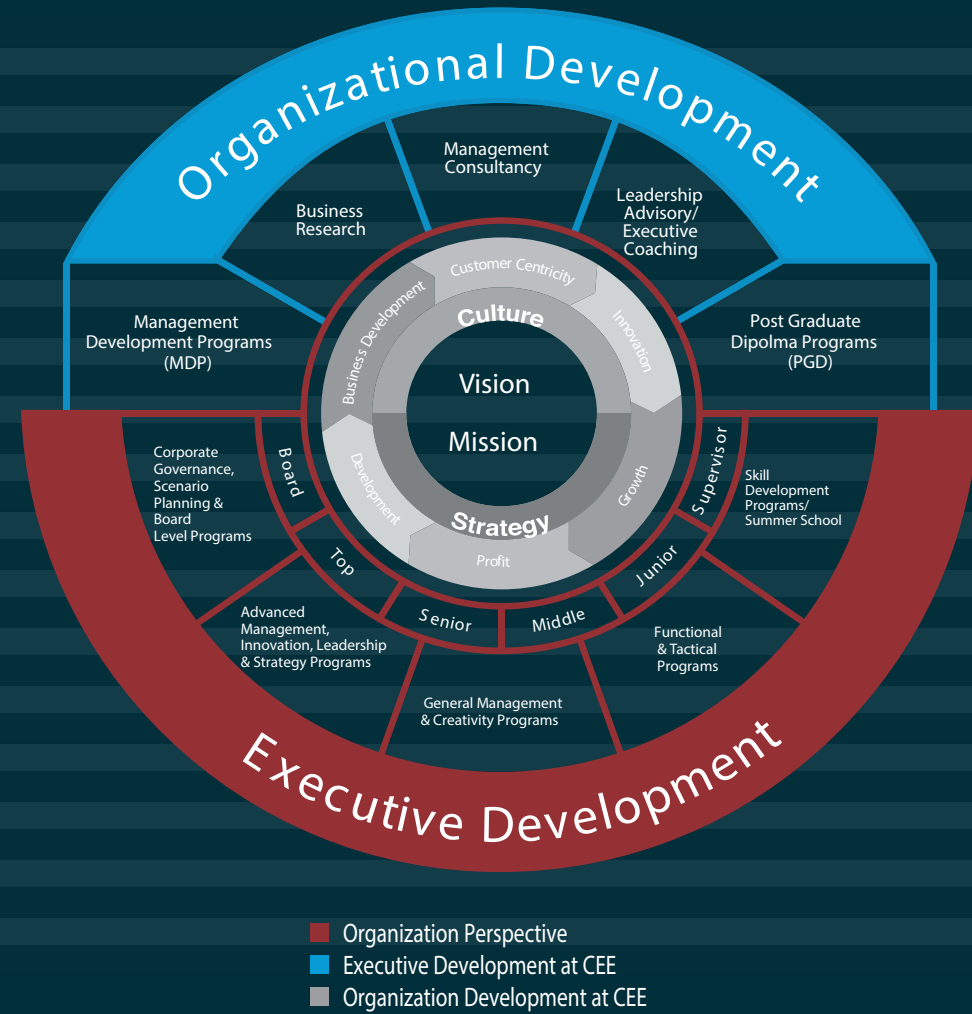 Organizational Development
Management
Consultancy
Business
Research
Leadership
Advisory/
Executive
Coaching
Management
Development Programs
(MDP)
Post Graduate
Dipolma Programs
(PGD)
Customer Centricity
Innovation
Growth
Profit
Development
Business Development
Culture
Vision
Mission
Strategy
Board
Top
Senior
Middle
Junior
Supervisor
Corporate
Governance,
Scenario
Planning &
Board
Level Programs
Advanced
Management,
Innovation, Leadership
& Strategy Programs
General Management
& Creativity Programs
Functional
& Tactical
Programs
Skill
Development
Programs/
Summer School
Executive Development
Organization Perspective
Executive Development at CEE
Organization Development at CEE